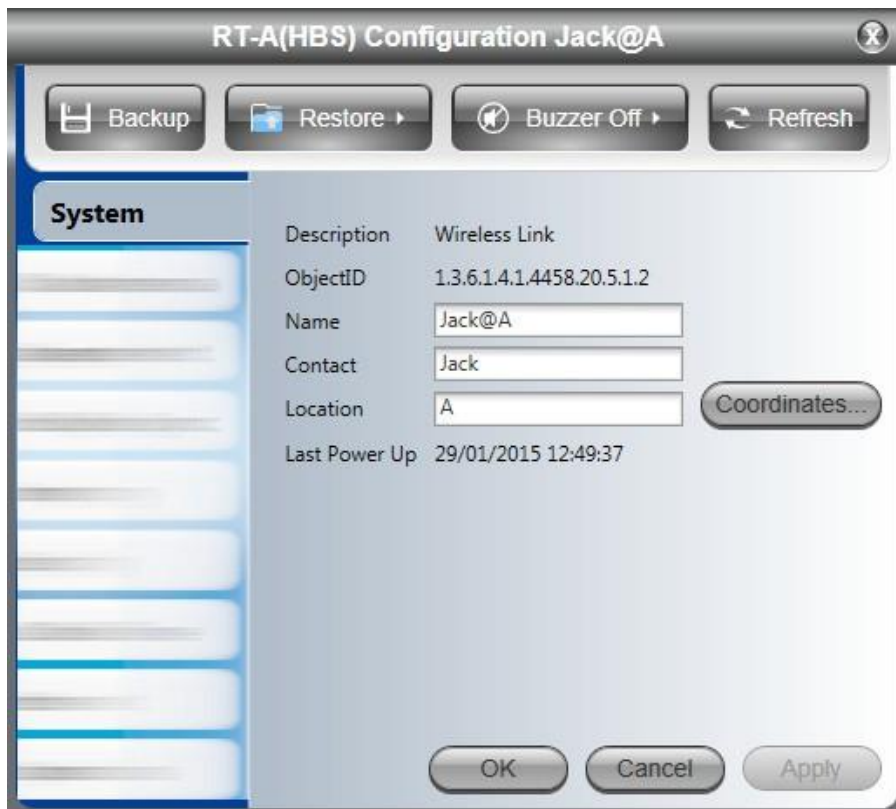 RT-A(HBS) Configuration Jack@A
Backup
Restore
Buzzer Off
Refresh
System
Description Wireless Link
ObjectID 1.3.6.1.4.1.4458.20.5.1.2
Name Jack@A
Contact Jack
Location A
Coordinates...
Last Power Up 29/01/2015 12:49:37
OK
Cancel
Apply